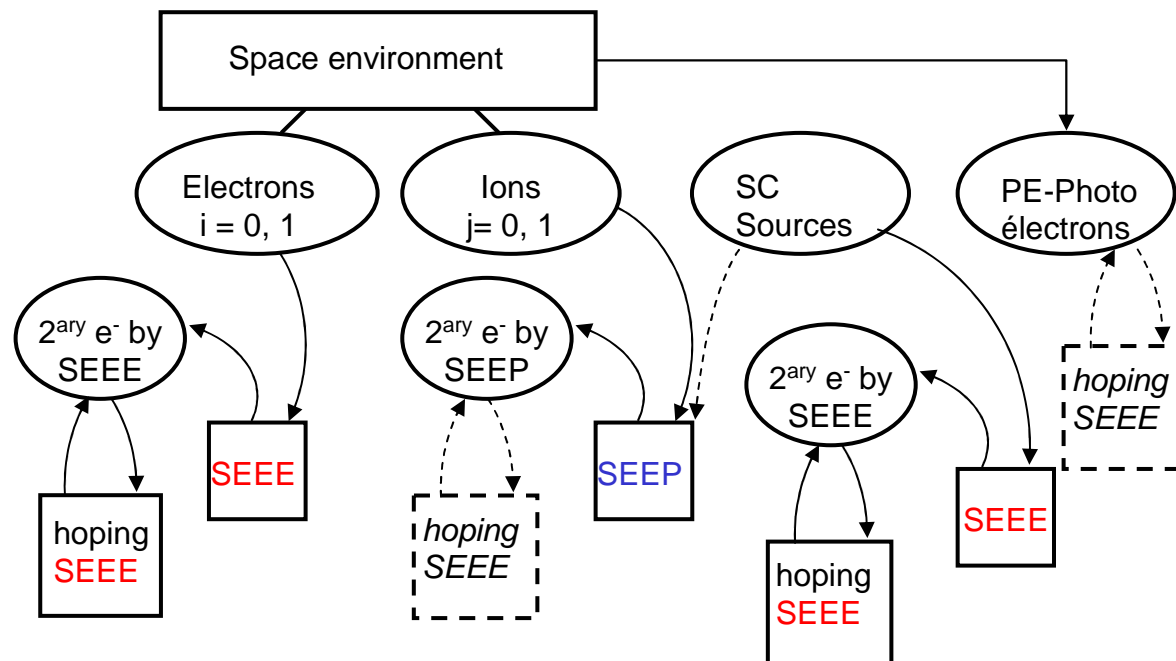 Space environment
Electrons
i = 0, 1
Ions
j= 0, 1
SC
Sources
PE-Photo
électrons
2ary e- by
SEEE
2ary e- by
SEEP
2ary e- by
SEEE
hoping
SEEE
SEEE
SEEP
hoping
SEEE
hoping
SEEE
SEEE
hoping
SEEE